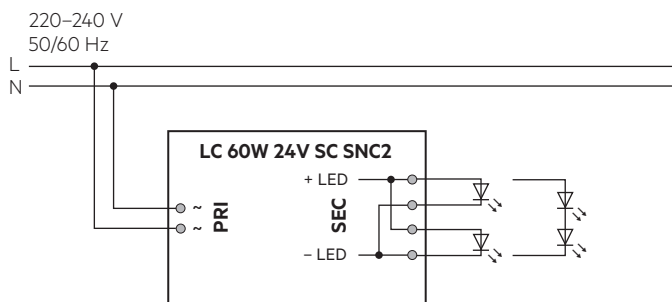 220–240 V
50/60 Hz
L
N
LC 60W 24V SC SNC2
+ LED
~
PRI
SEC
~
– LED